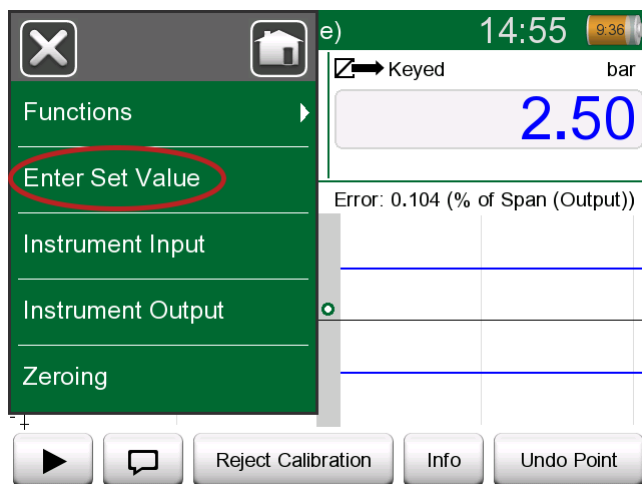 e)
14:55
9:36
Keyed
bar
2.50
Functions
Enter Set Value
Instrument Input
Instrument Output
Zeroing
Error: 0.104 (% of Span (Output))
Reject Calibration
Info
Undo Point